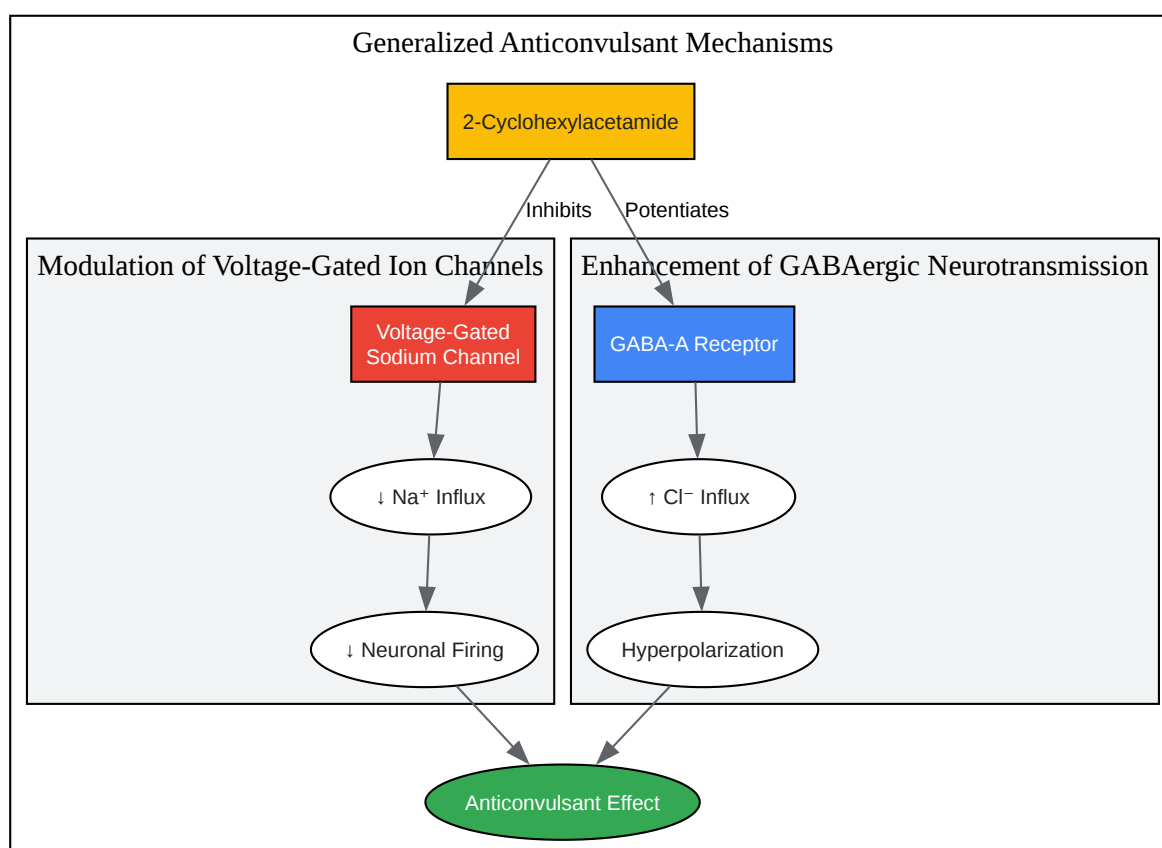 Generalized Anticonvulsant Mechanisms
2-Cyclohexylacetamide
Inhibits
Potentiates
Modulation of Voltage-Gated Ion Channels
Enhancement of GABAergic Neurotransmission
Voltage-Gated
Sodium Channel
GABA-A Receptor
↓ Na⁺ Influx
↑ Cl⁻ Influx
↓ Neuronal Firing
Hyperpolarization
Anticonvulsant Effect